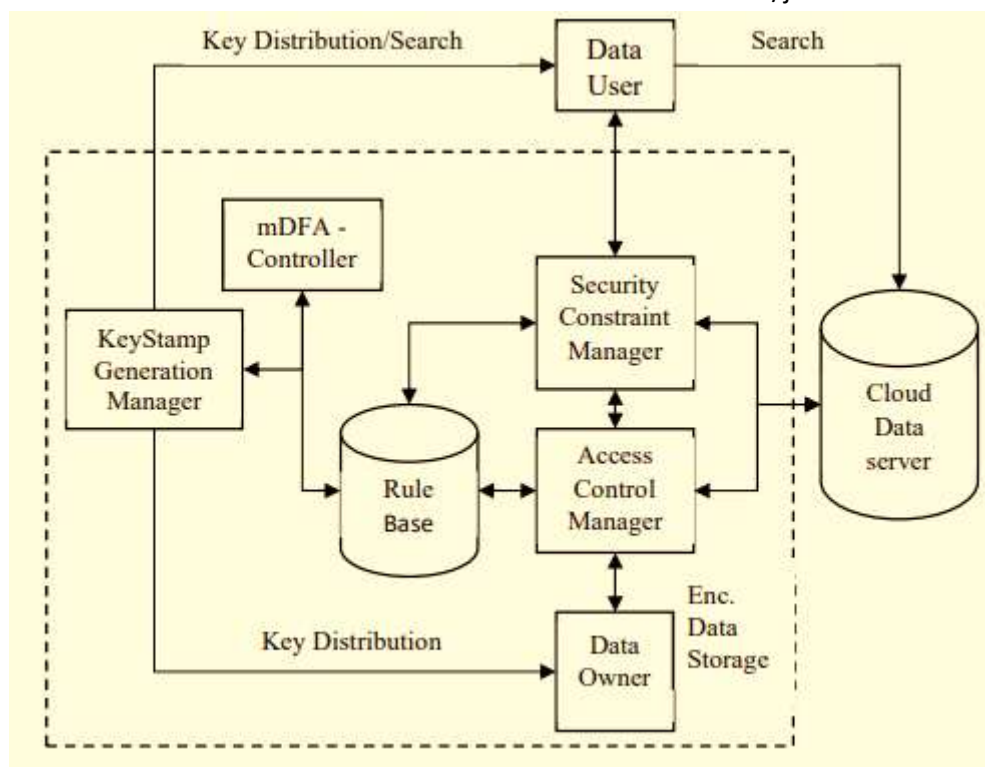 Key Distribution/Search
Data
User
Search
mDFA -
Controller
KeyStamp
Generation
Manager
Security
Constraint
Manager
Cloud
Data
server
Rule
Base
Access
Control
Manager
Enc.
Data
Storage
Key Distribution
Data
Owner